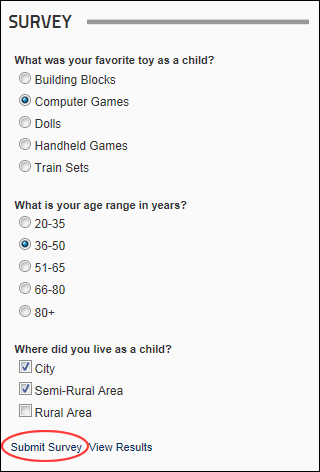 SURVEY
What was your favorite toy as a child?
Building Blocks
Computer Games
Dolls
Handheld Games
Train Sets
What is your age range in years?
20-35
36-50
51-65
66-80
80+
Where did you live as a child?
City
Semi-Rural Area
Rural Area
Submit Survey View Results